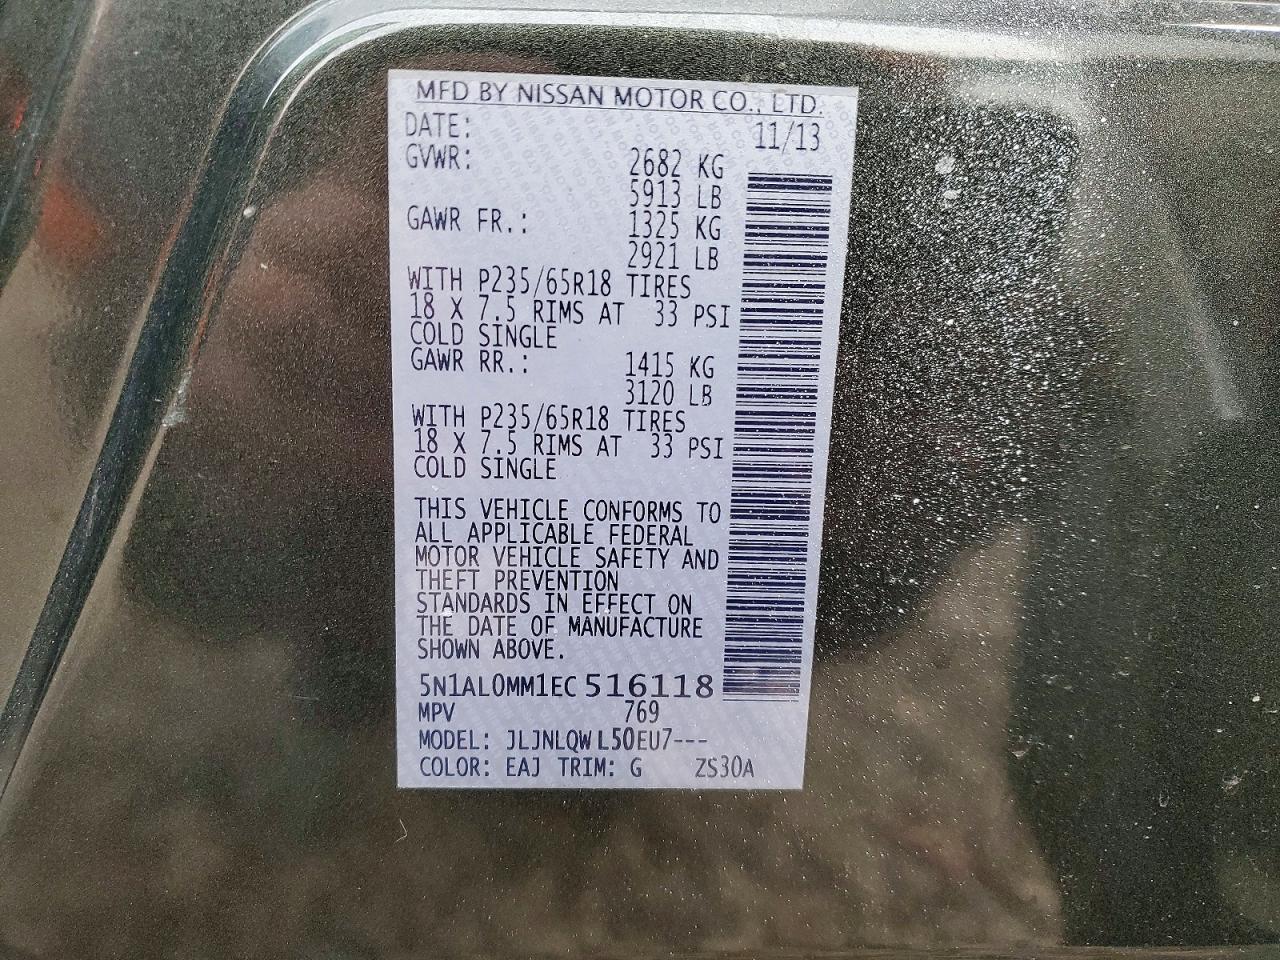 MFD BY NISSAN MOTOR CO., LTD.
DATE: 11/13
GVWR: 2682 KG
5913 LB
GAWR FR.: 1325 KG
2921 LB
WITH P235/65R18 TIRES
18 X 7.5 RIMS AT 33 PSI
COLD SINGLE
GAWR RR.: 1415 KG
3120 LB
WITH P235/65R18 TIRES
18 X 7.5 RIMS AT 33 PSI
COLD SINGLE
THIS VEHICLE CONFORMS TO
ALL APPLICABLE FEDERAL
MOTOR VEHICLE SAFETY AND
THEFT PREVENTION
STANDARDS IN EFFECT ON
THE DATE OF MANUFACTURE
SHOWN ABOVE.
5N1AL0MM1EC 516118
MPV 769
MODEL: JLJNLQW L50EU7---
COLOR: EAJ TRIM: G ZS30A